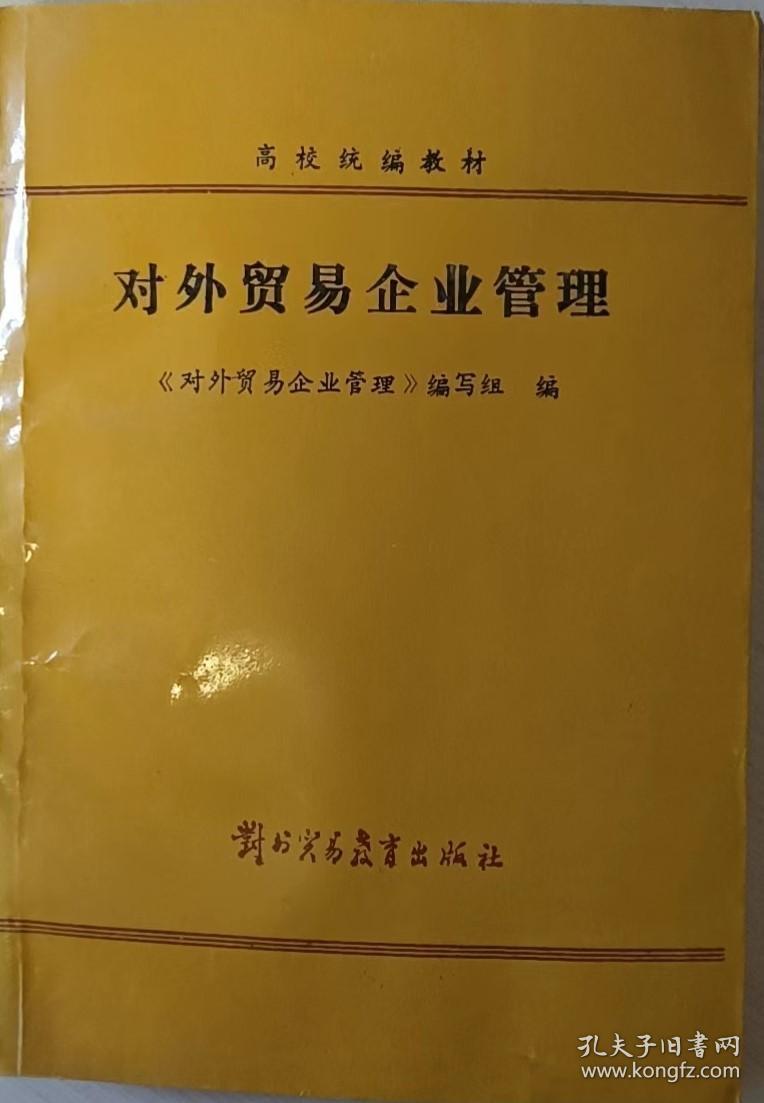 高校统编教材
对外贸易企业管理
《对外贸易企业管理》编写组 编
對外贸易教育出版社
孔夫子旧书网
www.kongfz.com